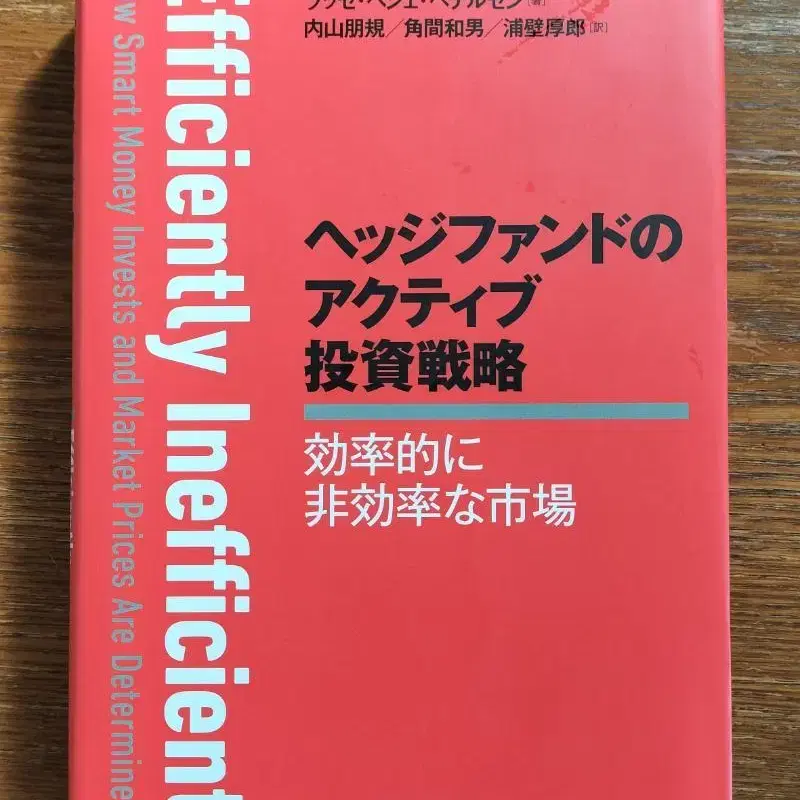 ラッセ・ヘジェ・ペデルセン[著]
内山朋規／角間和男／浦壁厚郎[訳]
ヘッジファンドの
アクティブ
投資戦略
効率的に
非効率な市場
Efficiently Inefficient
ow Smart Money Invests and Market Prices Are Determine